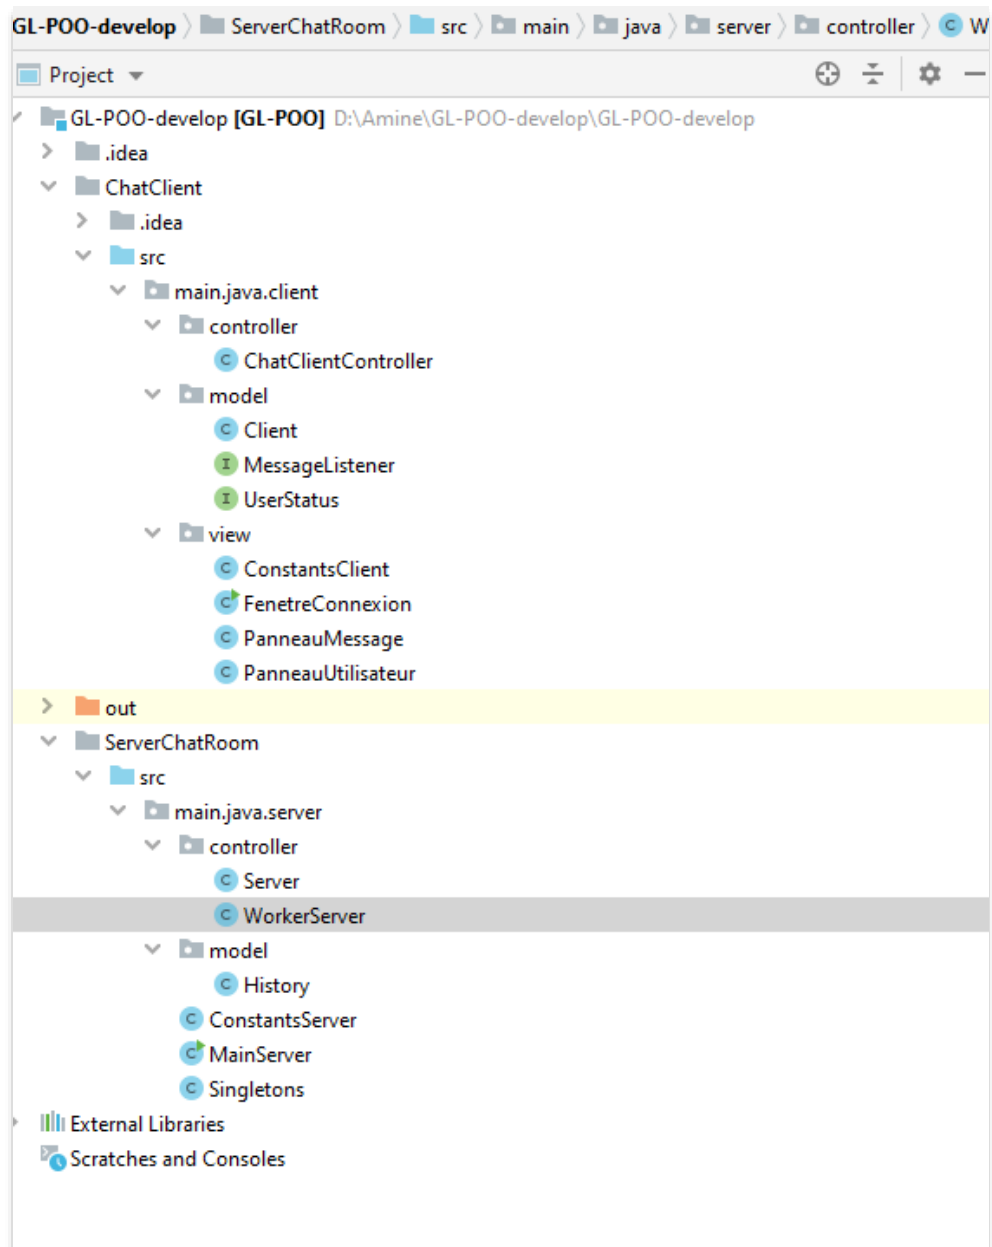 GL-POO-develop ServerChatRoom src main java server controller W
Project
GL-POO-develop [GL-POO] D:\Amine\GL-POO-develop\GL-POO-develop
.idea
ChatClient
.idea
src
main.java.client
controller
C ChatClientController
model
C Client
I MessageListener
I UserStatus
view
C ConstantsClient
C FenetreConnexion
C PanneauMessage
C PanneauUtilisateur
out
ServerChatRoom
src
main.java.server
controller
C Server
C WorkerServer
model
C History
C ConstantsServer
C MainServer
C Singletons
External Libraries
Scratches and Consoles